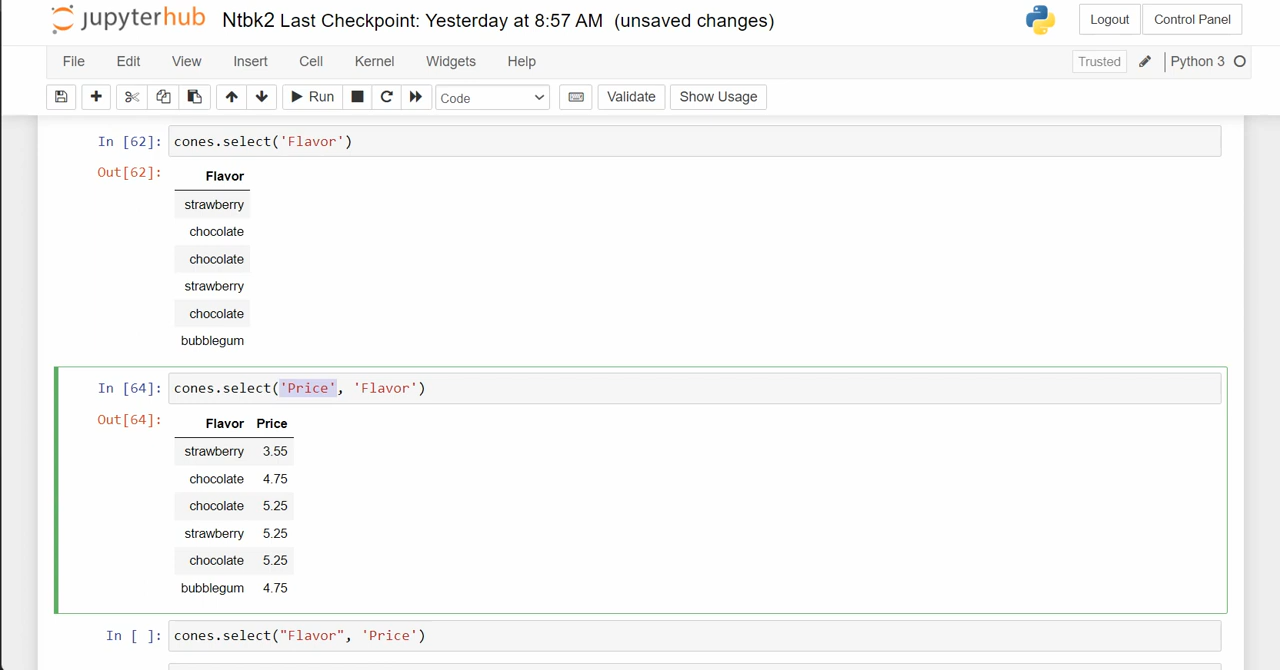 jupyterhub Ntbk2 Last Checkpoint: Yesterday at 8:57 AM (unsaved changes) Logout Control Panel
File Edit View Insert Cell Kernel Widgets Help Trusted Python 3
Run Code Validate Show Usage
In [62]: cones.select('Flavor')
Out[62]: Flavor
strawberry
chocolate
chocolate
strawberry
chocolate
bubblegum
In [64]: cones.select('Price', 'Flavor')
Out[64]: Flavor Price
strawberry 3.55
chocolate 4.75
chocolate 5.25
strawberry 5.25
chocolate 5.25
bubblegum 4.75
In [ ]: cones.select("Flavor", 'Price')